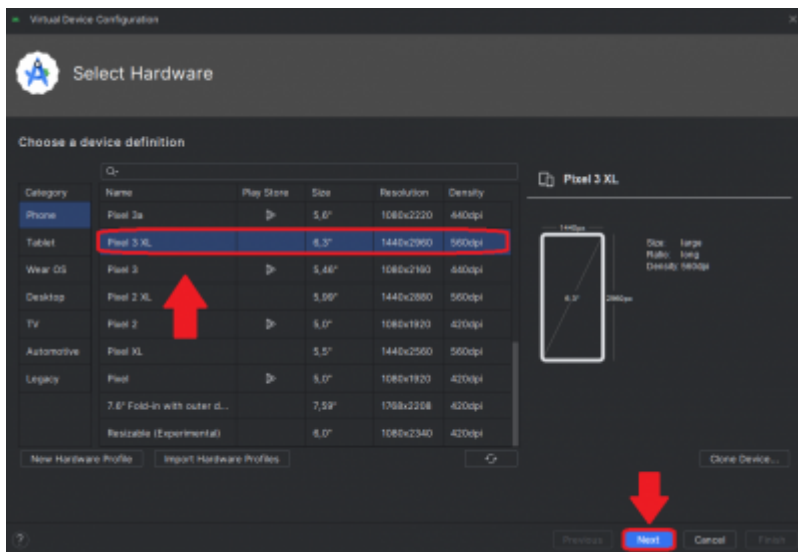 Virtual Device Configuration
Select Hardware
Choose a device definition
Category Name Play Store Size Resolution Density
Phone Pixel 3a 5,6" 1080x2220 440dpi
Tablet Pixel 3 XL 6,3" 1440x2960 560dpi
Wear OS Pixel 3 5,46" 1080x2160 440dpi
Desktop Pixel 2 XL 5,99" 1440x2880 560dpi
TV Pixel 2 5,0" 1080x1920 420dpi
Automotive Pixel XL 5,5" 1440x2560 560dpi
Legacy Pixel 5,0" 1080x1920 420dpi
7.6" Fold-in with outer d... 7,59" 1768x2208 420dpi
Resizable (Experimental) 6,0" 1080x2340 420dpi
New Hardware Profile Import Hardware Profiles
Pixel 3 XL
1440px
6,3" 2960px
Size: large
Ratio: long
Density: 560dpi
Clone Device...
? Previous Next Cancel Finish